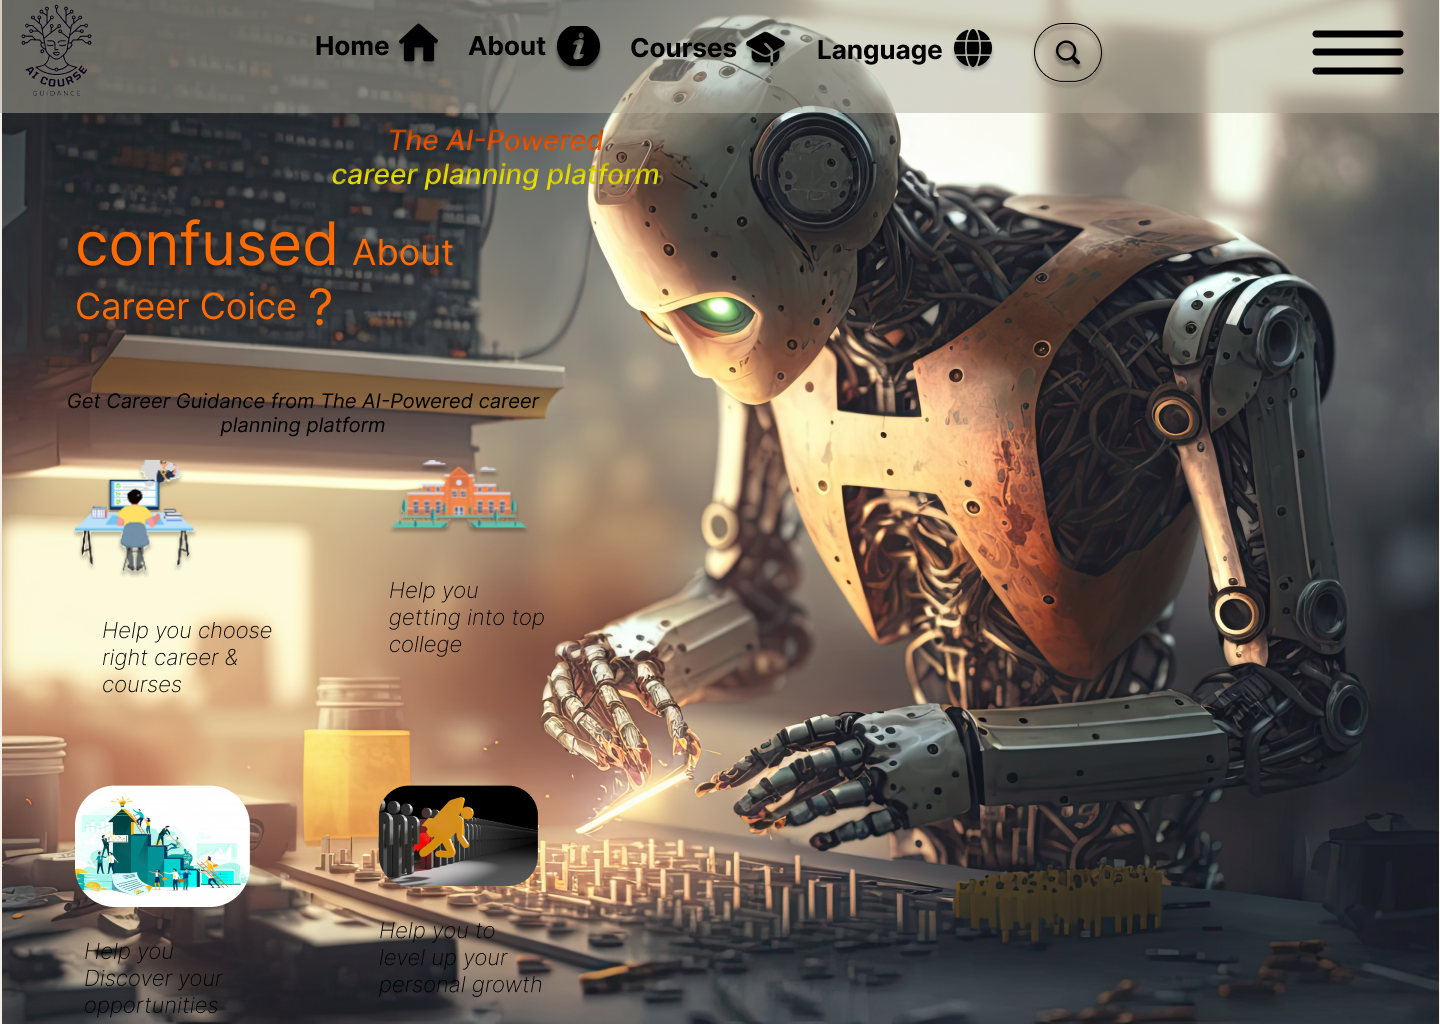 AI COURSE
GUIDANCE
Home
About
Courses
Language
The AI-Powered
career planning platform
confused About
Career Coice ?
Get Career Guidance from The AI-Powered career
planning platform
Help you choose
right career &
courses
Help you
getting into top
college
Help you
Discover your
opportunities
Help you to
level up your
personal growth